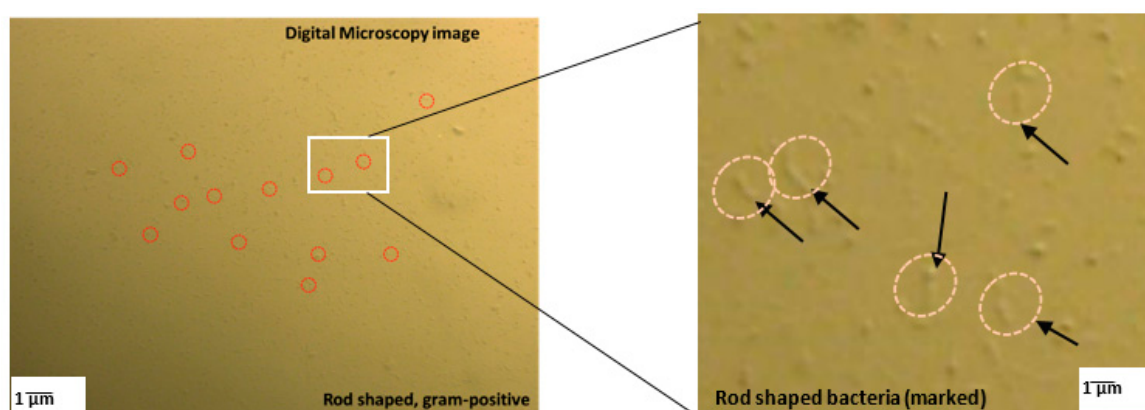 Digital Microscopy image
1 μm
Rod shaped, gram-positive
Rod shaped bacteria (marked)
1 μm